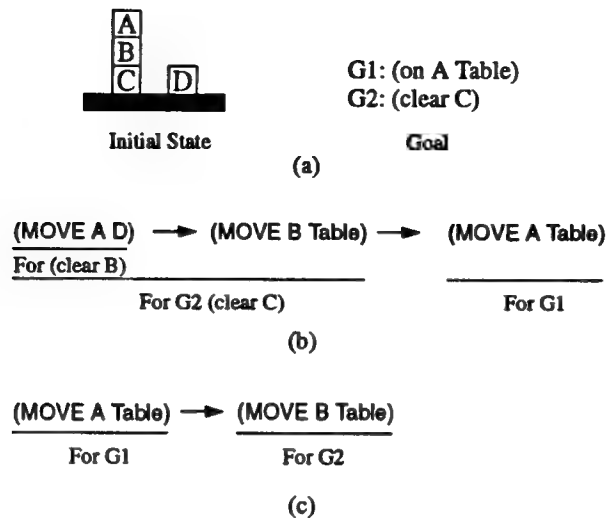 A
B
C D
G1: (on A Table)
G2: (clear C)
Initial State
Goal
(a)
(MOVE A D) → (MOVE B Table) → (MOVE A Table)
For (clear B)
For G2 (clear C) For G1
(b)
(MOVE A Table) → (MOVE B Table)
For G1 For G2
(c)